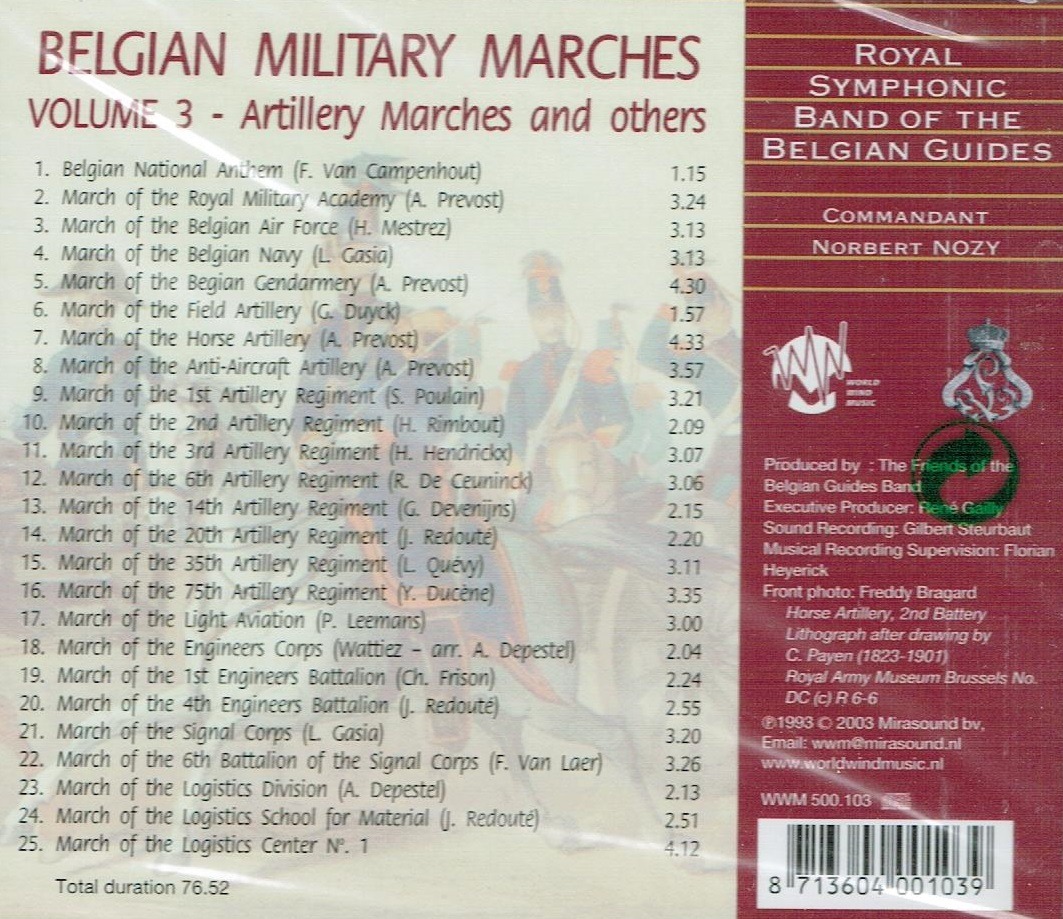 BELGIAN MILITARY MARCHES
VOLUME 3 - Artillery Marches and others
1. Belgian National Anthem (F. Van Campenhout) 1.15
2. March of the Royal Military Academy (A. Prevost) 3.24
3. March of the Belgian Air Force (H. Mestrez) 3.13
4. March of the Belgian Navy (L. Gasia) 3.13
5. March of the Begian Gendarmery (A. Prevost) 4.30
6. March of the Field Artillery (G. Duyck) 1.57
7. March of the Horse Artillery (A. Prevost) 4.33
8. March of the Anti-Aircraft Artillery (A. Prevost) 3.57
9. March of the 1st Artillery Regiment (S. Poulain) 3.21
10. March of the 2nd Artillery Regiment (H. Rimbout) 2.09
11. March of the 3rd Artillery Regiment (H. Hendrickx) 3.07
12. March of the 6th Artillery Regiment (R. De Ceuninck) 3.06
13. March of the 14th Artillery Regiment (G. Devenijns) 2.15
14. March of the 20th Artillery Regiment (J. Redouté) 2.20
15. March of the 35th Artillery Regiment (L. Quévy) 3.11
16. March of the 75th Artillery Regiment (Y. Ducène) 3.35
17. March of the Light Aviation (P. Leemans) 3.00
18. March of the Engineers Corps (Wattiez – arr. A. Depestel) 2.04
19. March of the 1st Engineers Battalion (Ch. Frison) 2.24
20. March of the 4th Engineers Battalion (J. Redouté) 2.55
21. March of the Signal Corps (L. Gasia) 3.20
22. March of the 6th Battalion of the Signal Corps (F. Van Laer) 3.26
23. March of the Logistics Division (A. Depestel) 2.13
24. March of the Logistics School for Material (J. Redouté) 2.51
25. March of the Logistics Center N°. 1 4.12
Total duration 76.52
ROYAL
SYMPHONIC
BAND OF THE
BELGIAN GUIDES
COMMANDANT
NORBERT NOZY
WORLD
WIND
MUSIC
Produced by : The Friends of the
Belgian Guides Band
Executive Producer: René Gailly
Sound Recording: Gilbert Steurbaut
Musical Recording Supervision: Florian
Heyerick
Front photo: Freddy Bragard
Horse Artillery, 2nd Battery
Lithograph after drawing by
C. Payen (1823-1901)
Royal Army Museum Brussels No.
DC (c) R 6-6
℗1993 © 2003 Mirasound bv,
Email: wwm@mirasound.nl
www.worldwindmusic.nl
WWM 500.103
8 713604 001039